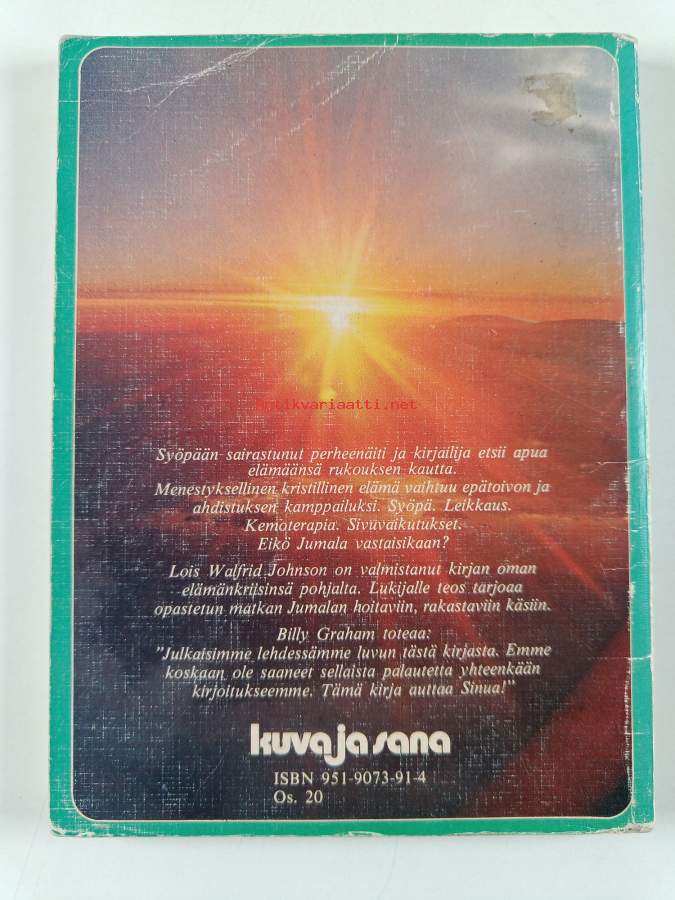 antikvariaatti.net
Syöpään sairastunut perheenäiti ja kirjailija etsii apua
elämäänsä rukouksen kautta.
Menestyksellinen kristillinen elämä vaihtuu epätoivon ja
ahdistuksen kamppailuksi. Syöpä. Leikkaus.
Kemoterapia. Sivuvaikutukset.
Eikö Jumala vastaisikaan?
Lois Walfrid Johnson on valmistanut kirjan oman
elämänkriisinsä pohjalta. Lukijalle teos tarjoaa
opastetun matkan Jumalan hoitaviin, rakastaviin käsiin.
Billy Graham toteaa:
"Julkaisimme lehdessämme luvun tästä kirjasta. Emme
koskaan ole saaneet sellaista palautetta yhteenkään
kirjoitukseemme. Tämä kirja auttaa Sinua!"
kuva ja sana
ISBN 951-9073-91-4
Os. 20